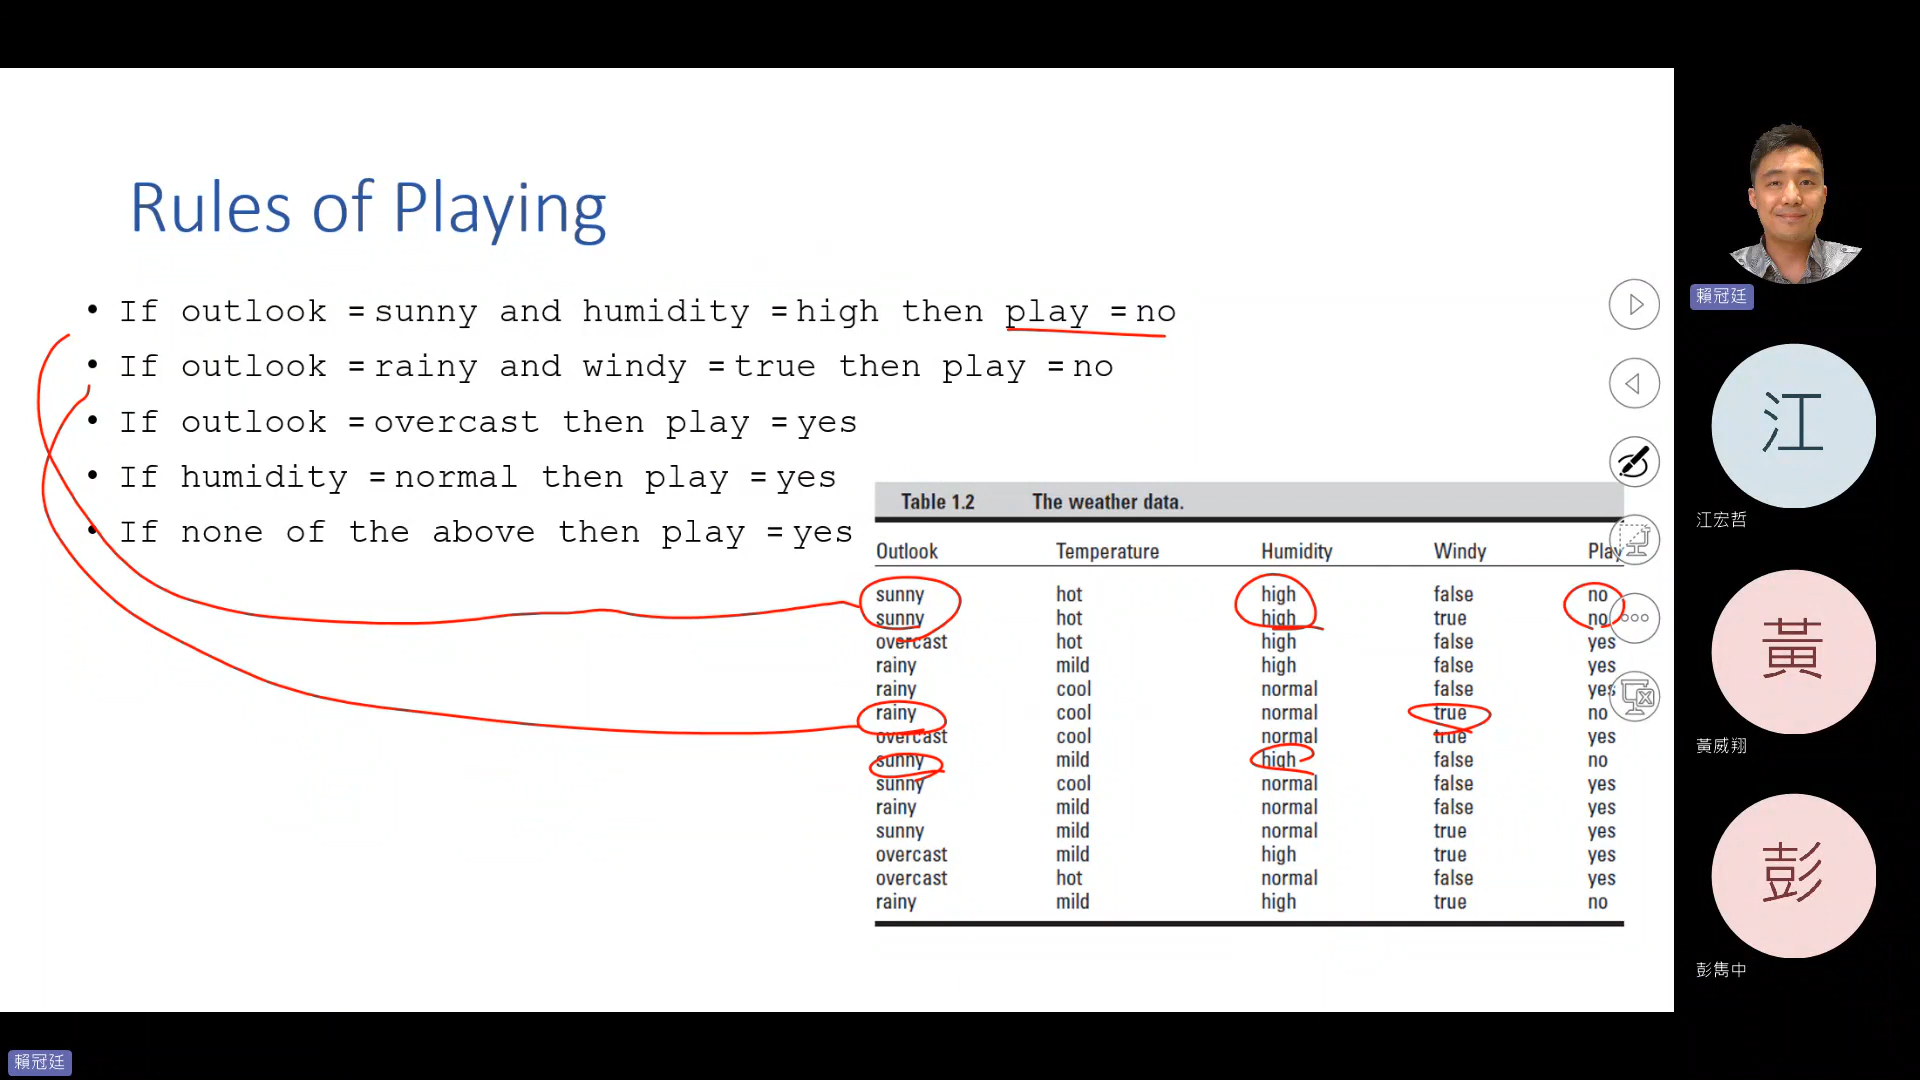 Rules of Playing
• If outlook = sunny and humidity = high then play = no
• If outlook = rainy and windy = true then play = no
• If outlook = overcast then play = yes
• If humidity = normal then play = yes
• If none of the above then play = yes
Table 1.2 The weather data.
Outlook Temperature Humidity Windy Play
sunny hot high false no
sunny hot high true no
overcast hot high false yes
rainy mild high false yes
rainy cool normal false yes
rainy cool normal true no
overcast cool normal true yes
sunny mild high false no
sunny cool normal false yes
rainy mild normal false yes
sunny mild normal true yes
overcast mild high true yes
overcast hot normal false yes
rainy mild high true no
賴冠廷
江
江宏哲
黃
黃威翔
彭
彭雋中
賴冠廷